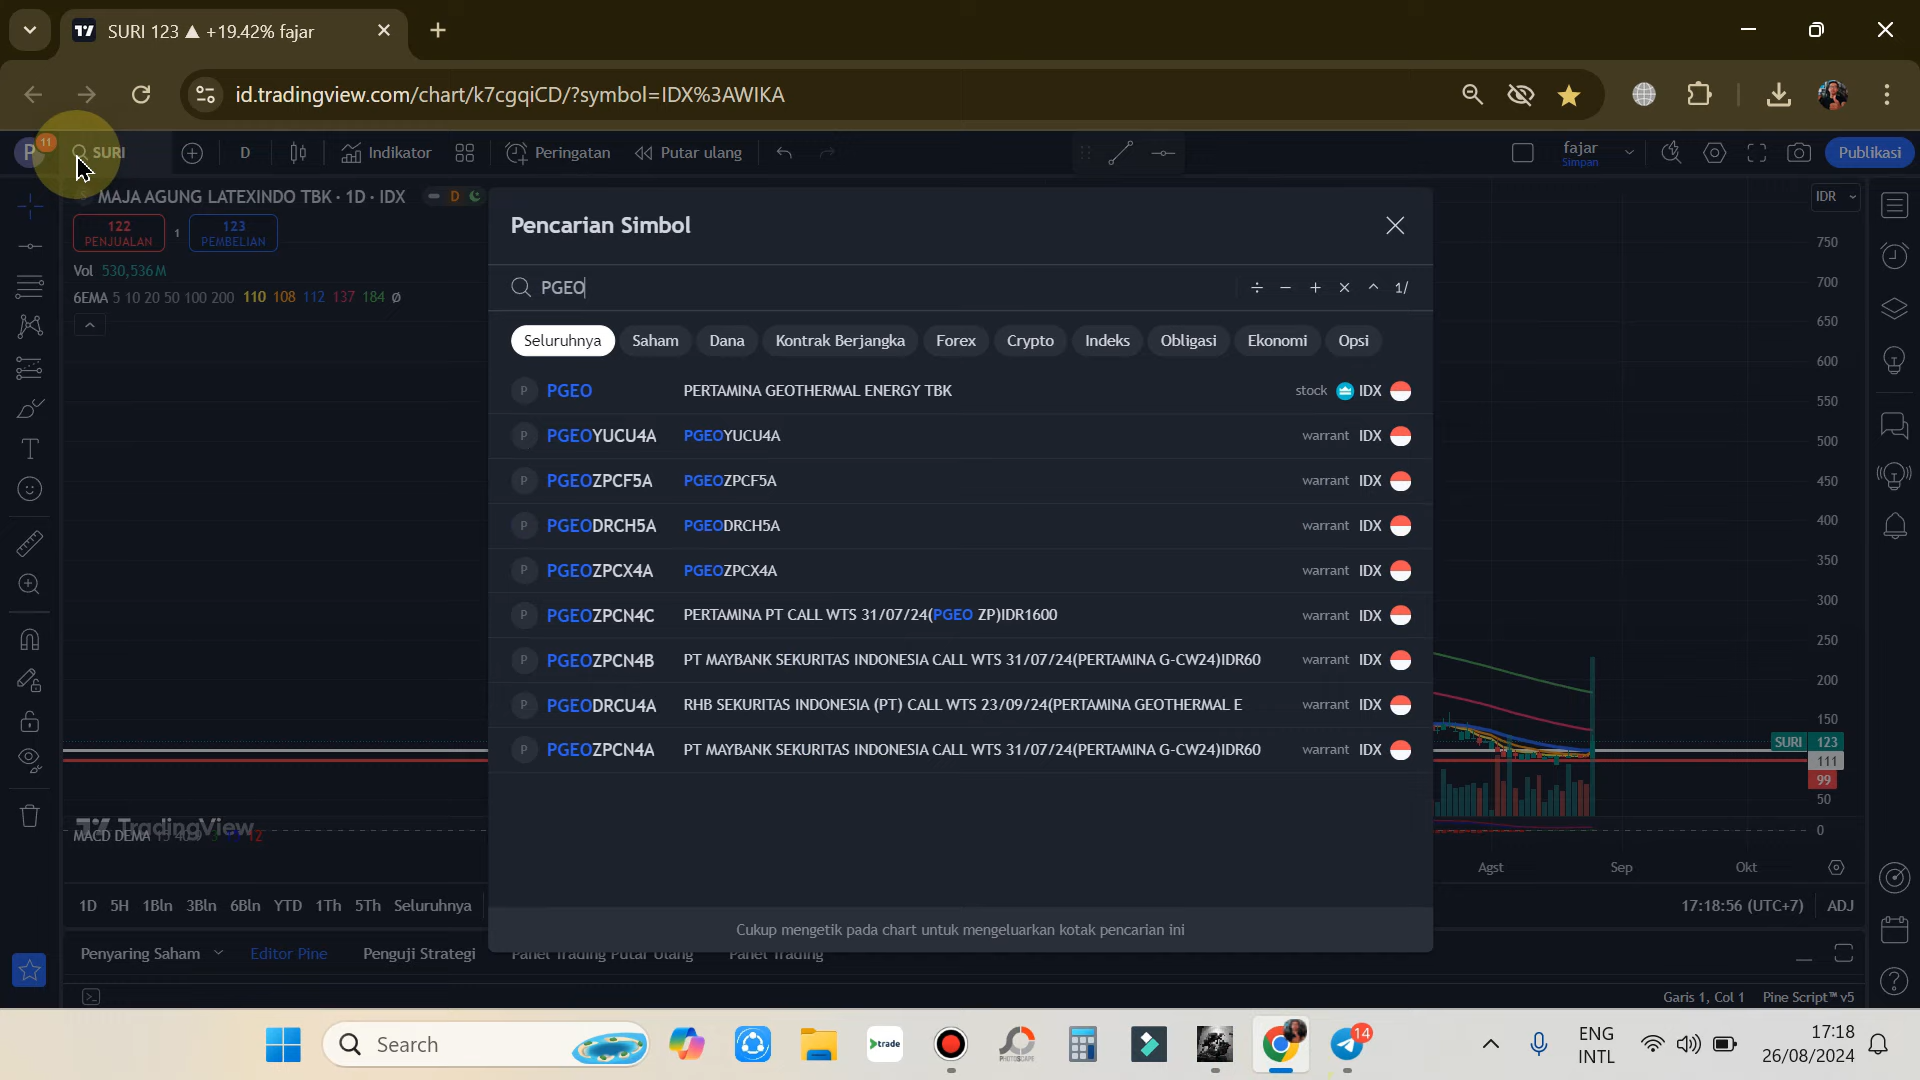 SURI 123 ▲ +19.42% fajar
id.tradingview.com/chart/k7cgqiCD/?symbol=IDX%3AWIKA
P 11 SURI D Indikator Peringatan Putar ulang fajar Simpan Publikasi
MAJA AGUNG LATEXINDO TBK · 1D · IDX D
IDR
122 PENJUALAN 1 123 PEMBELIAN
Vol 530,536M
6EMA 5 10 20 50 100 200 110 108 112 137 184 ø
Pencarian Simbol
PGEO ÷ − + × ^ 1/
Seluruhnya Saham Dana Kontrak Berjangka Forex Crypto Indeks Obligasi Ekonomi Opsi
P PGEO PERTAMINA GEOTHERMAL ENERGY TBK stock IDX
P PGEOYUCU4A PGEOYUCU4A warrant IDX
P PGEOZPCF5A PGEOZPCF5A warrant IDX
P PGEODRCH5A PGEODRCH5A warrant IDX
P PGEOZPCX4A PGEOZPCX4A warrant IDX
P PGEOZPCN4C PERTAMINA PT CALL WTS 31/07/24(PGEO ZP)IDR1600 warrant IDX
P PGEOZPCN4B PT MAYBANK SEKURITAS INDONESIA CALL WTS 31/07/24(PERTAMINA G-CW24)IDR60 warrant IDX
P PGEODRCU4A RHB SEKURITAS INDONESIA (PT) CALL WTS 23/09/24(PERTAMINA GEOTHERMAL E warrant IDX
P PGEOZPCN4A PT MAYBANK SEKURITAS INDONESIA CALL WTS 31/07/24(PERTAMINA G-CW24)IDR60 warrant IDX
Cukup mengetik pada chart untuk mengeluarkan kotak pencarian ini
750
700
650
600
550
500
450
400
350
300
250
200
150
SURI 123
111
99
50
0
TradingView
MACD DEMA
Agst Sep Okt
1D 5H 1Bln 3Bln 6Bln YTD 1Th 5Th Seluruhnya
17:18:56 (UTC+7) ADJ
Penyaring Saham Editor Pine Penguji Strategi Panel Trading Putar Ulang Panel Trading
Garis 1, Col 1 Pine Script™ v5
Search trade PHOTOSCAPE 14 ENG INTL 17:18 26/08/2024